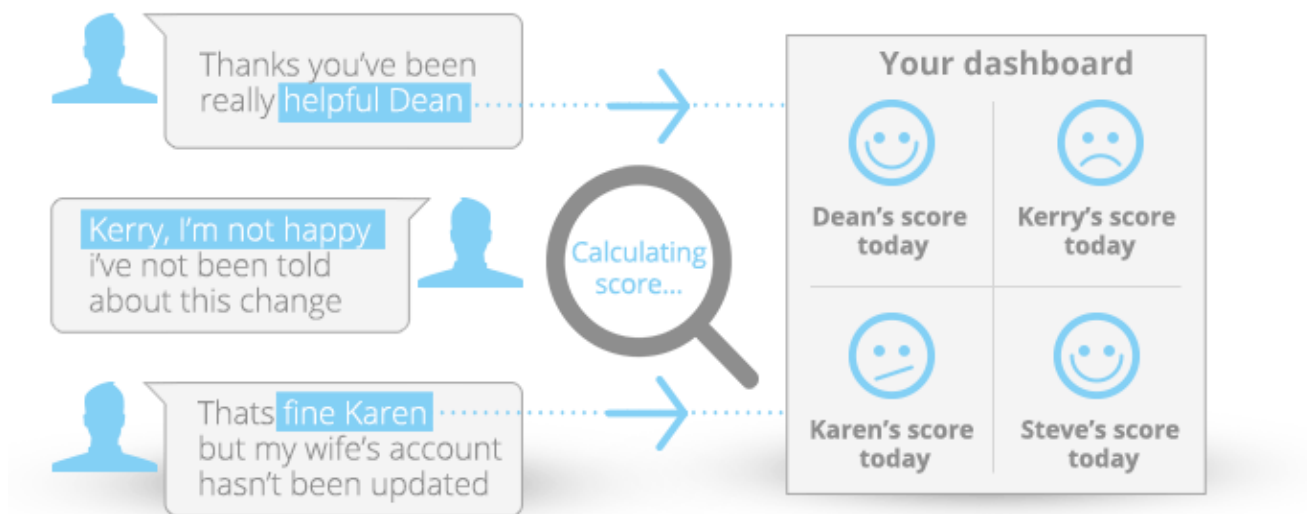 Thanks you've been
really helpful Dean
Kerry, I'm not happy
i've not been told
about this change
Thats fine Karen
but my wife's account
hasn't been updated
Calculating
score...
Your dashboard
Dean's score
today
Kerry's score
today
Karen's score
today
Steve's score
today